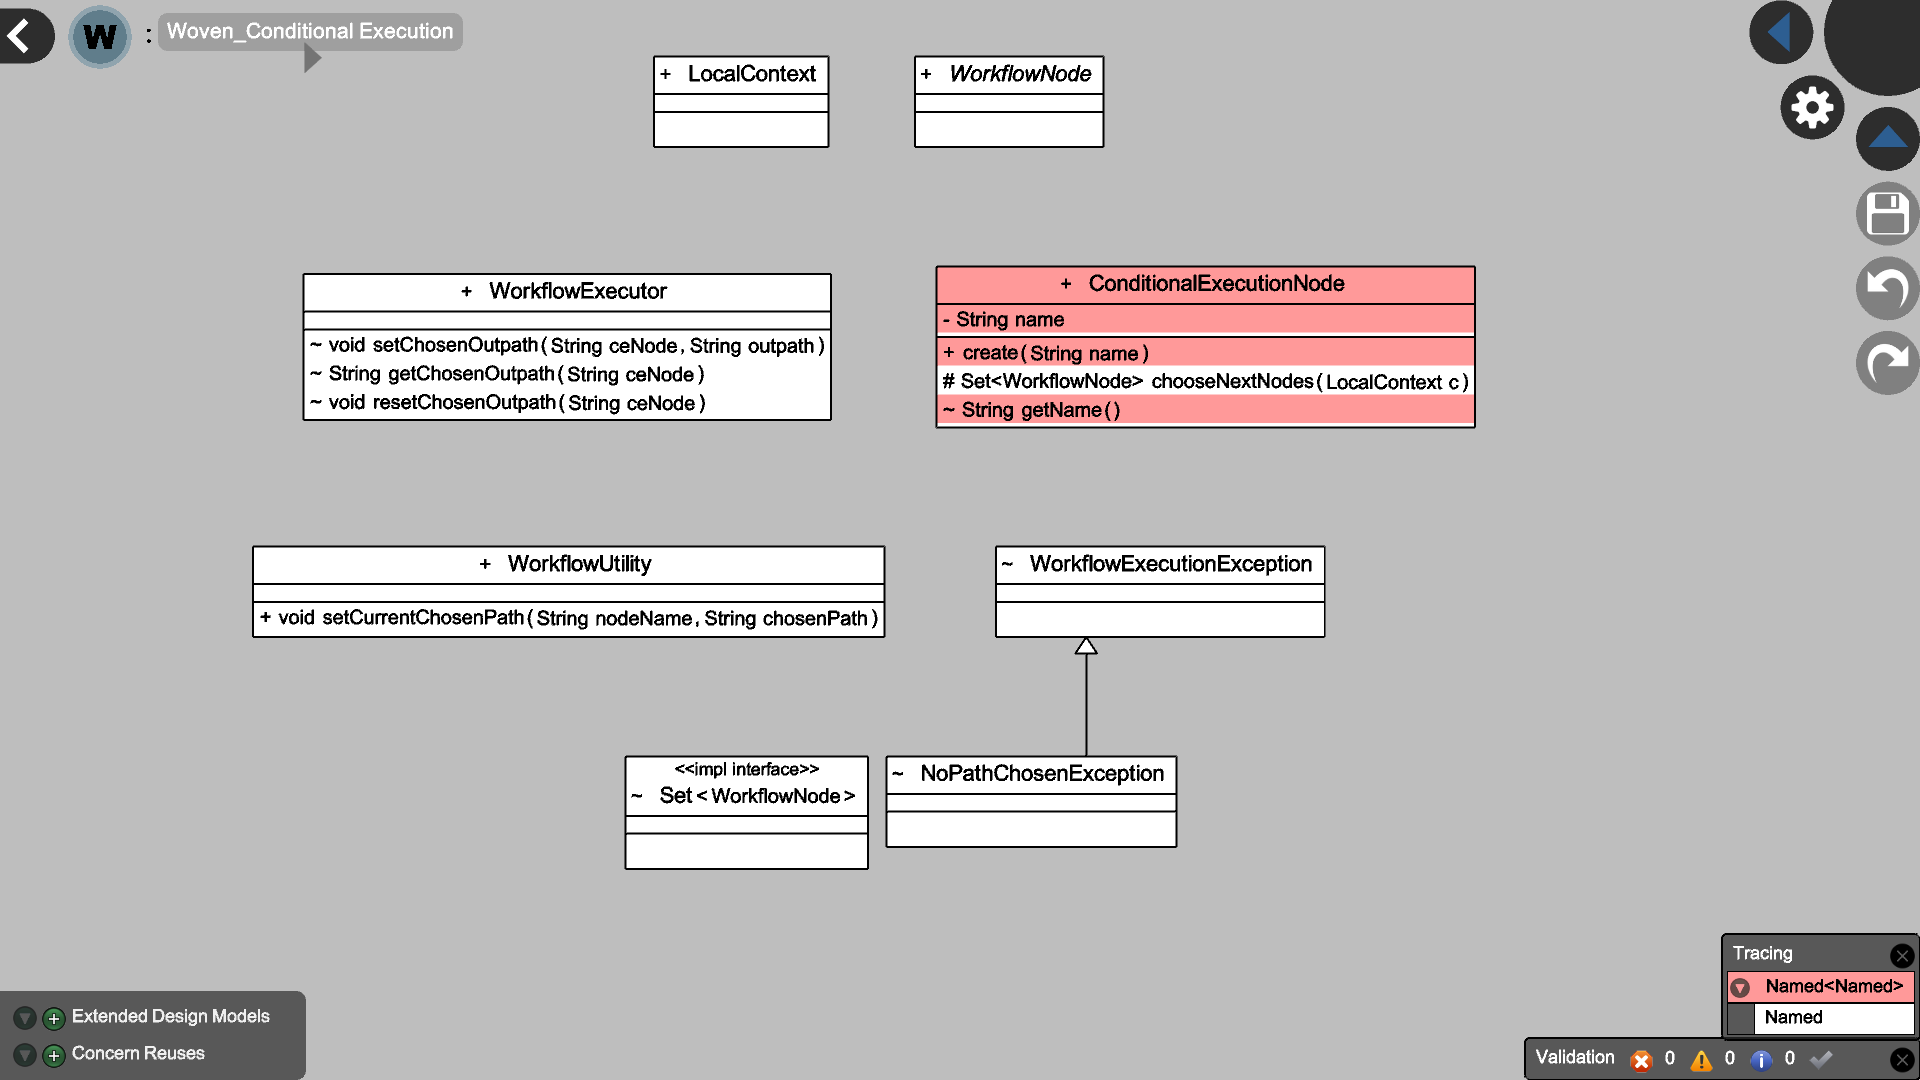 W : Woven_Conditional Execution
+ LocalContext
+ WorkflowNode
+ WorkflowExecutor
~ void setChosenOutpath(String ceNode, String outpath)
~ String getChosenOutpath(String ceNode)
~ void resetChosenOutpath(String ceNode)
+ ConditionalExecutionNode
- String name
+ create(String name)
# Set<WorkflowNode> chooseNextNodes(LocalContext c)
~ String getName()
+ WorkflowUtility
+ void setCurrentChosenPath(String nodeName, String chosenPath)
~ WorkflowExecutionException
<<impl interface>>
~ Set <WorkflowNode>
~ NoPathChosenException
Tracing
Named<Named>
Named
Extended Design Models
Concern Reuses
Validation 0 0 0